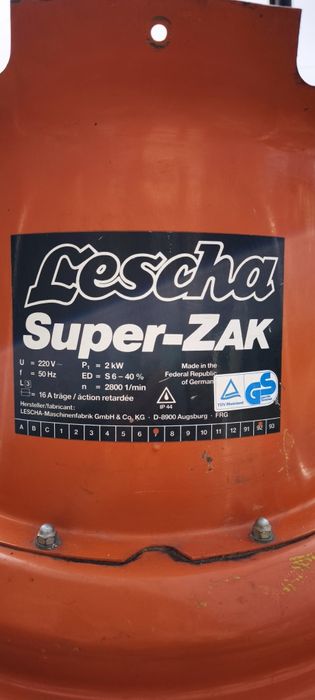 Lescha
Super-ZAK
U = 220 V ~ P₁ = 2 kW Made in the
f = 50 Hz ED = S 6 – 40 % Federal Republic
L 3 n = 2800 1/min of Germany
= 16 A träge / áction retardée IP 44 TÜV Rheinland GS
Hersteller/fabricant:
LESCHA-Maschinenfabrik GmbH & Co. KG · D-8900 Augsburg · FRG
A B C 1 2 3 4 5 6 8 9 10 11 12 91 92 93